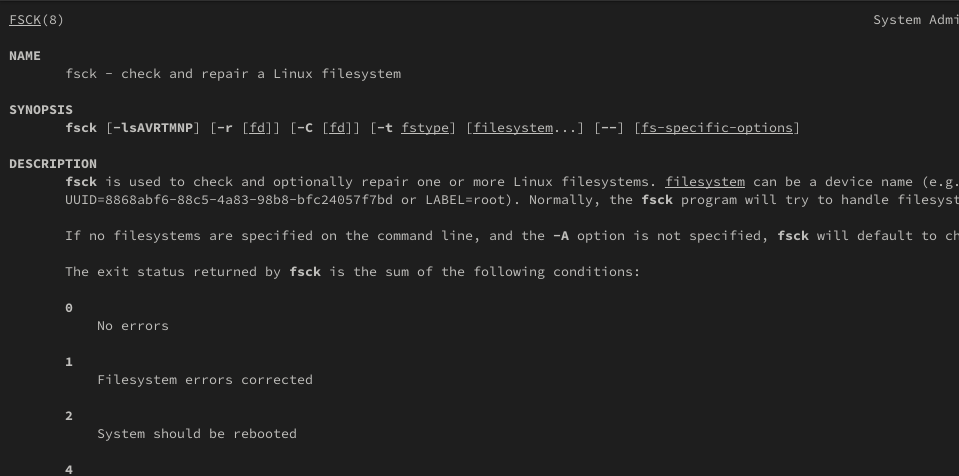 FSCK(8) System Admi
NAME
fsck - check and repair a Linux filesystem
SYNOPSIS
fsck [-lsAVRTMNP] [-r [fd]] [-C [fd]] [-t fstype] [filesystem...] [--] [fs-specific-options]
DESCRIPTION
fsck is used to check and optionally repair one or more Linux filesystems. filesystem can be a device name (e.g.
UUID=8868abf6-88c5-4a83-98b8-bfc24057f7bd or LABEL=root). Normally, the fsck program will try to handle filesyst
If no filesystems are specified on the command line, and the -A option is not specified, fsck will default to ch
The exit status returned by fsck is the sum of the following conditions:
0
No errors
1
Filesystem errors corrected
2
System should be rebooted
4